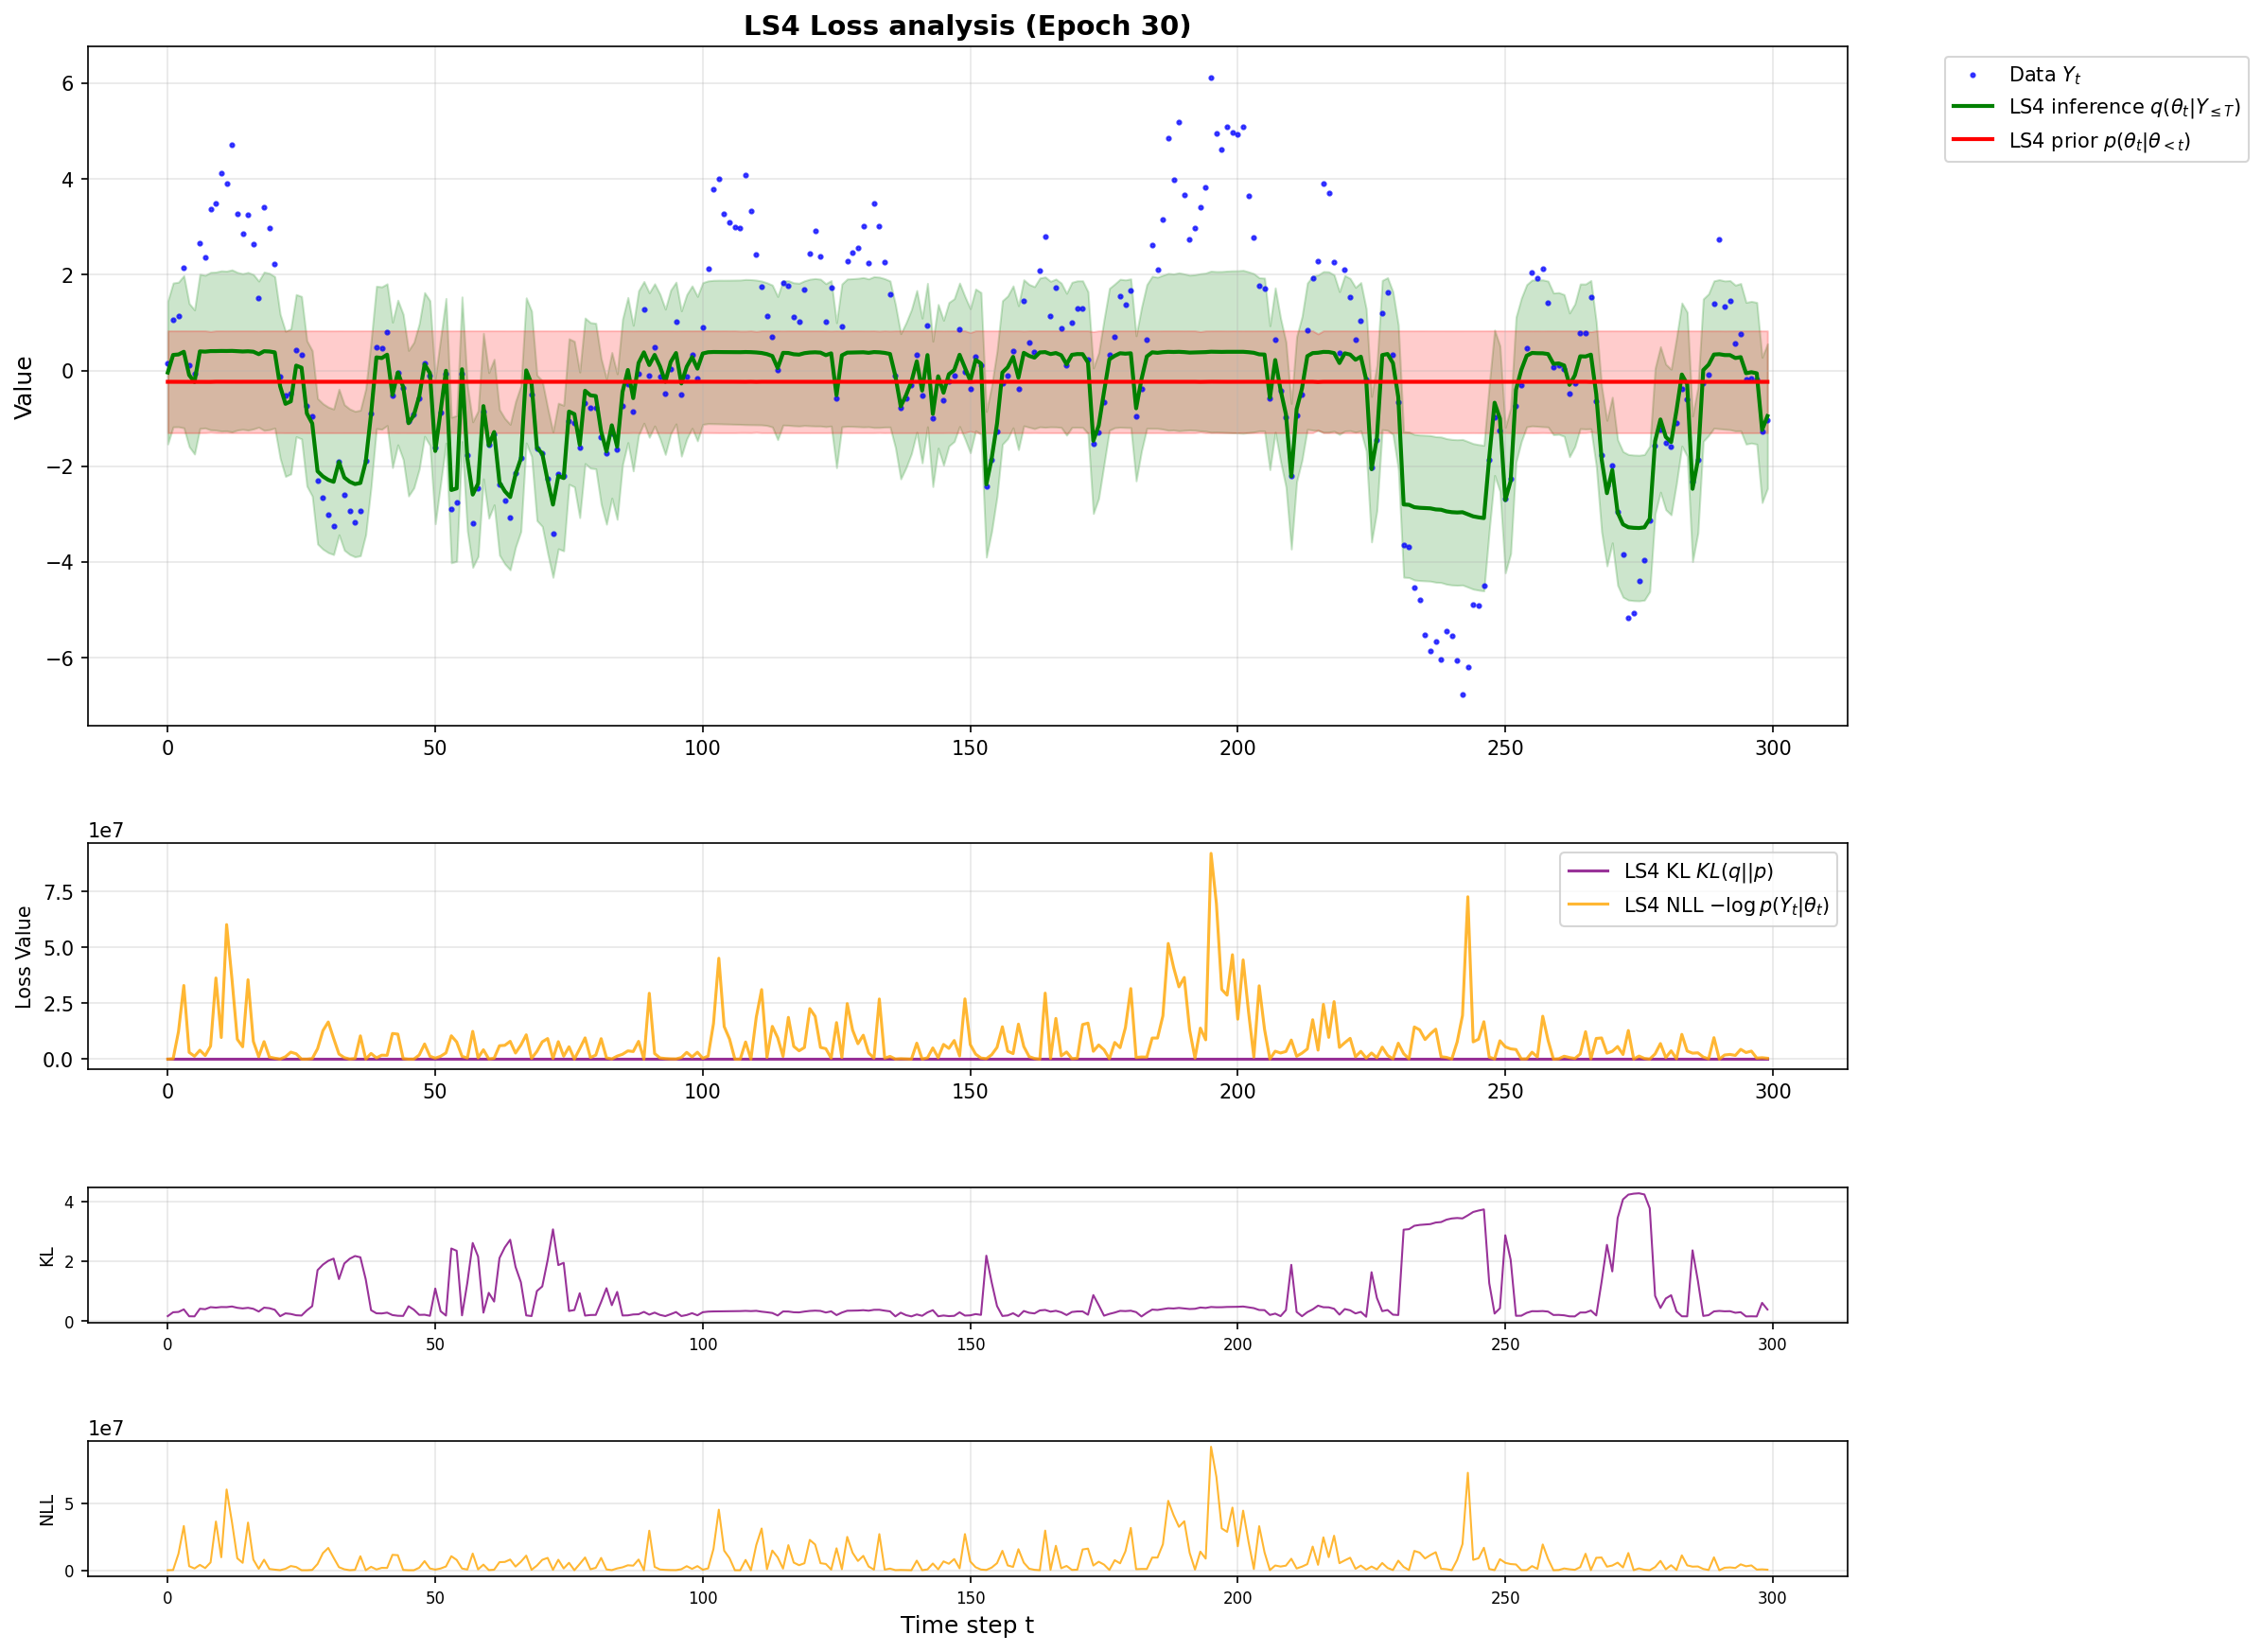 LS4 Loss analysis (Epoch 30)
Data Y_t
LS4 inference q(θ_t|Y_{≤T})
LS4 prior p(θ_t|θ_{<t})
Value
6
4
2
0
−2
−4
−6
0 50 100 150 200 250 300
1e7
Loss Value
7.5
5.0
2.5
0.0
LS4 KL KL(q||p)
LS4 NLL −log p(Y_t|θ_t)
0 50 100 150 200 250 300
KL
4
2
0
0 50 100 150 200 250 300
1e7
NLL
5
0
0 50 100 150 200 250 300
Time step t